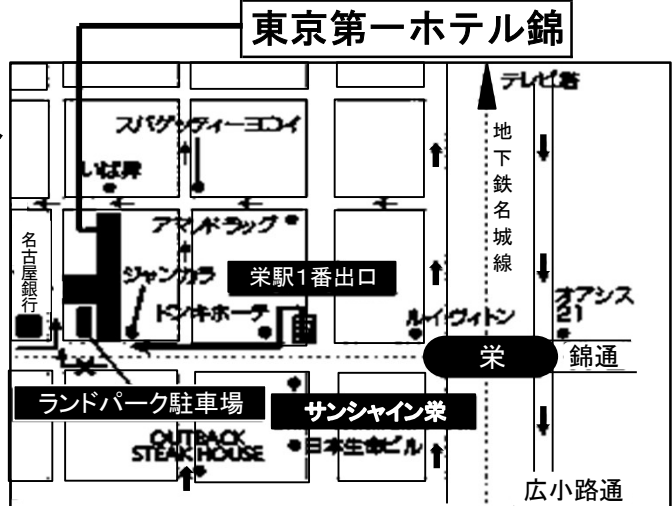 東京第一ホテル錦
テレビ塔
スパゲッティーヨコイ
いば昇
地下鉄名城線
アマノドラッグ
名古屋銀行
ジャンカラ
栄駅1番出口
ドンキホーテ
ルイ・ヴィトン
オアシス
21
栄
錦通
ランドパーク駐車場
サンシャイン栄
OUTBACK
STEAK HOUSE
日本生命ビル
広小路通